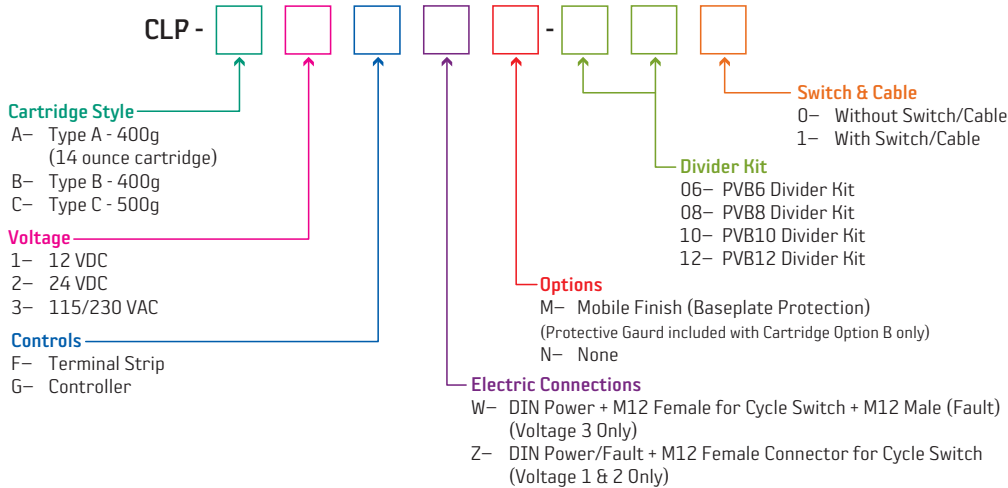 CLP -
-
Cartridge Style
A– Type A - 400g
(14 ounce cartridge)
B– Type B - 400g
C– Type C - 500g
Voltage
1– 12 VDC
2– 24 VDC
3– 115/230 VAC
Controls
F– Terminal Strip
G– Controller
Switch & Cable
0– Without Switch/Cable
1– With Switch/Cable
Divider Kit
06– PVB6 Divider Kit
08– PVB8 Divider Kit
10– PVB10 Divider Kit
12– PVB12 Divider Kit
Options
M– Mobile Finish (Baseplate Protection)
(Protective Gaurd included with Cartridge Option B only)
N– None
Electric Connections
W– DIN Power + M12 Female for Cycle Switch + M12 Male (Fault)
(Voltage 3 Only)
Z– DIN Power/Fault + M12 Female Connector for Cycle Switch
(Voltage 1 & 2 Only)